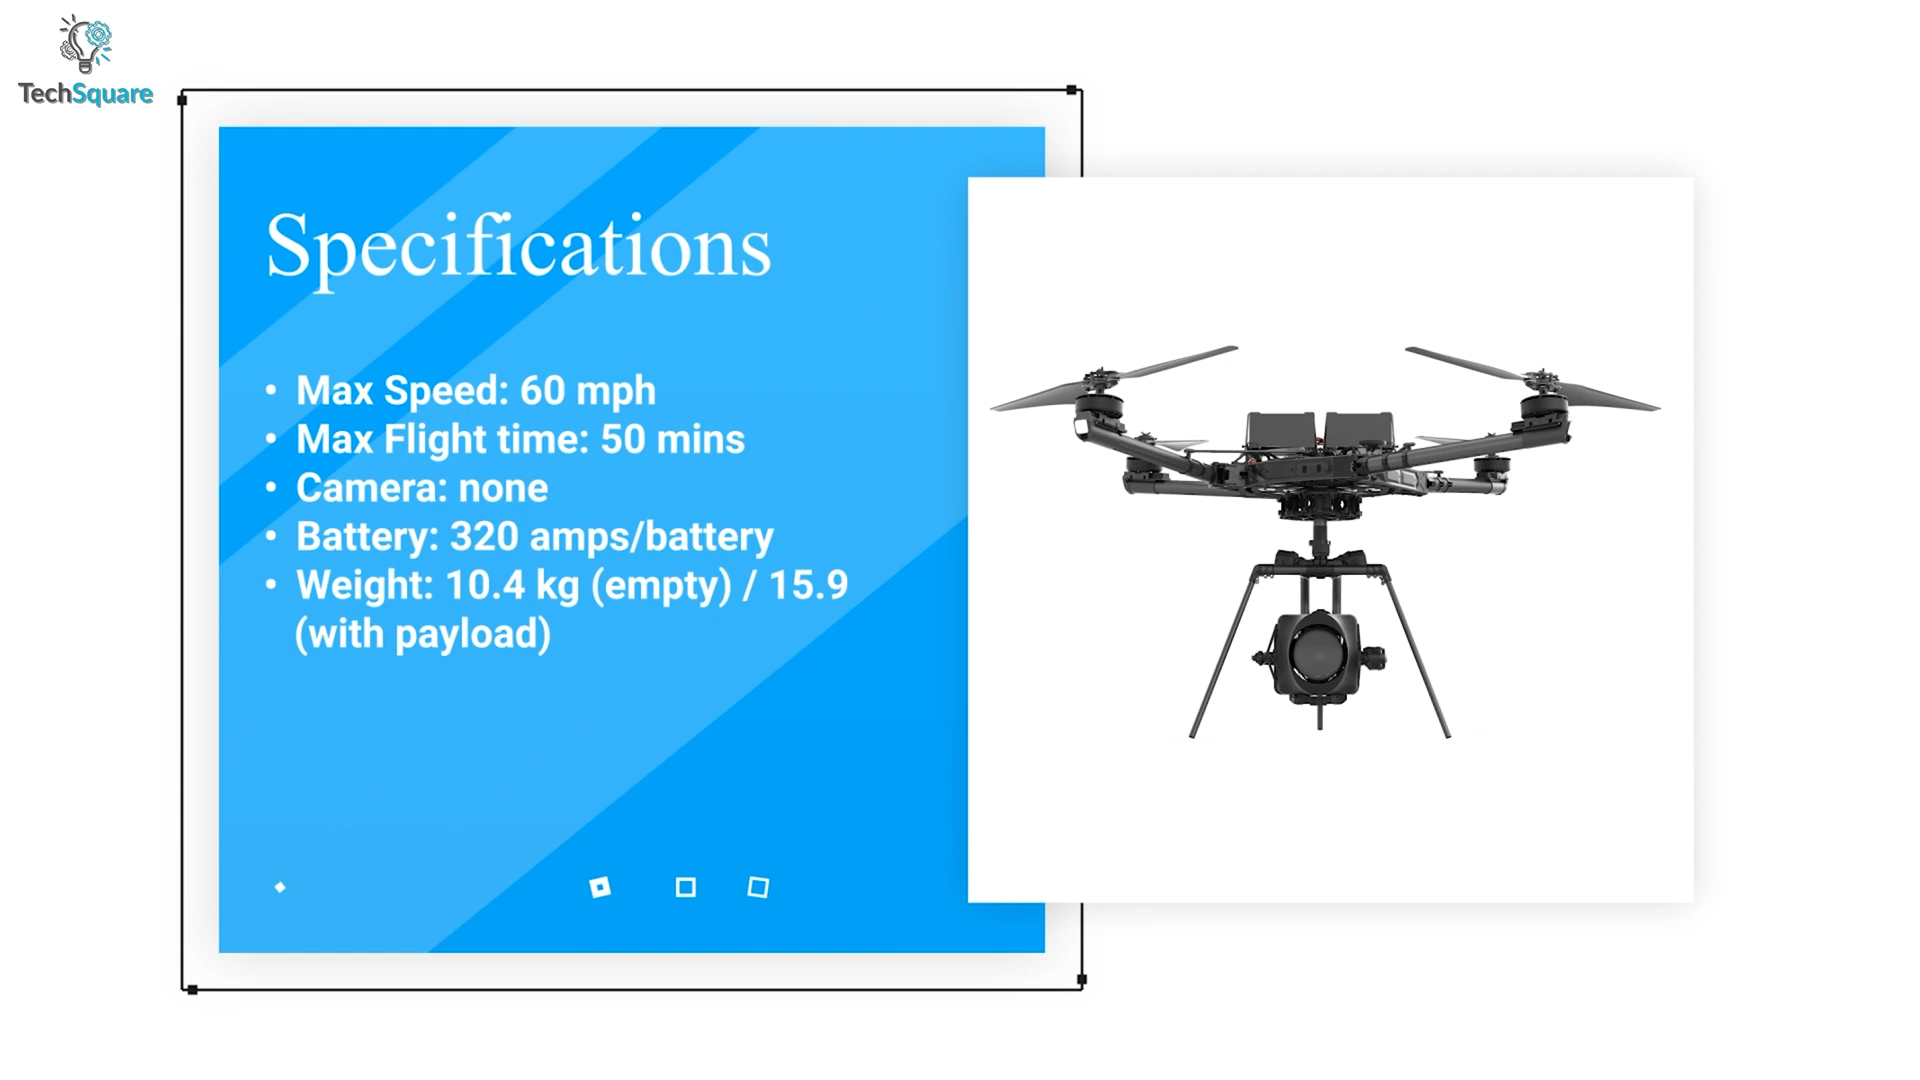 TechSquare
Specifications
• Max Speed: 60 mph
• Max Flight time: 50 mins
• Camera: none
• Battery: 320 amps/battery
• Weight: 10.4 kg (empty) / 15.9
(with payload)